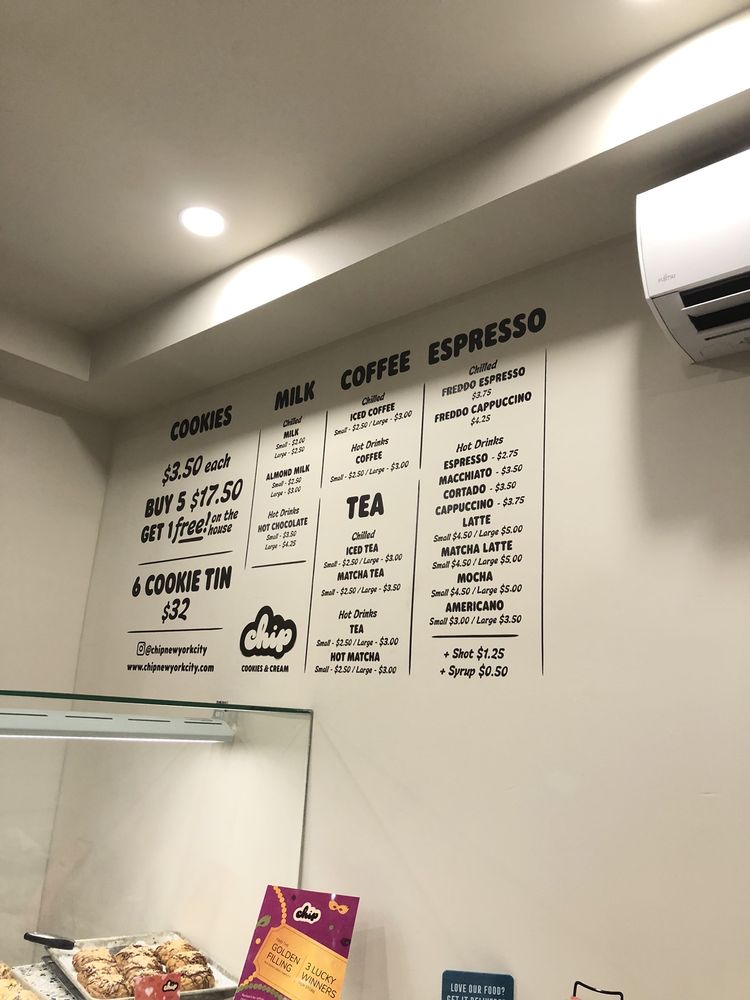 COOKIES
$3.50 each
BUY 5 $17.50
GET 1 free! on the house
6 COOKIE TIN
$32
@chipnewyorkcity
www.chipnewyorkcity.com
MILK
Chilled
MILK
Small - $2.00
Large - $2.50
ALMOND MILK
Small - $2.50
Large - $3.00
Hot Drinks
HOT CHOCOLATE
Small - $3.50
Large - $4.25
chip
COOKIES & CREAM
COFFEE
Chilled
ICED COFFEE
Small - $2.50 / Large - $3.00
Hot Drinks
COFFEE
Small - $2.50 / Large - $3.00
TEA
Chilled
ICED TEA
Small - $2.50 / Large - $3.00
MATCHA TEA
Small - $2.50 / Large - $3.50
Hot Drinks
TEA
Small - $2.50 / Large - $3.00
HOT MATCHA
Small - $2.50 / Large - $3.00
ESPRESSO
Chilled
FREDDO ESPRESSO
$3.75
FREDDO CAPPUCCINO
$4.25
Hot Drinks
ESPRESSO - $2.75
MACCHIATO - $3.50
CORTADO - $3.50
CAPPUCCINO - $3.75
LATTE
Small $4.50 / Large $5.00
MATCHA LATTE
Small $4.50 / Large $5.00
MOCHA
Small $4.50 / Large $5.00
AMERICANO
Small $3.00 / Large $3.50
+ Shot $1.25
+ Syrup $0.50
FUJITSU
chip
FIND THE
GOLDEN
FILLING
3 LUCKY
WINNERS
chip
LOVE OUR FOOD?
GET IT DELIVERED